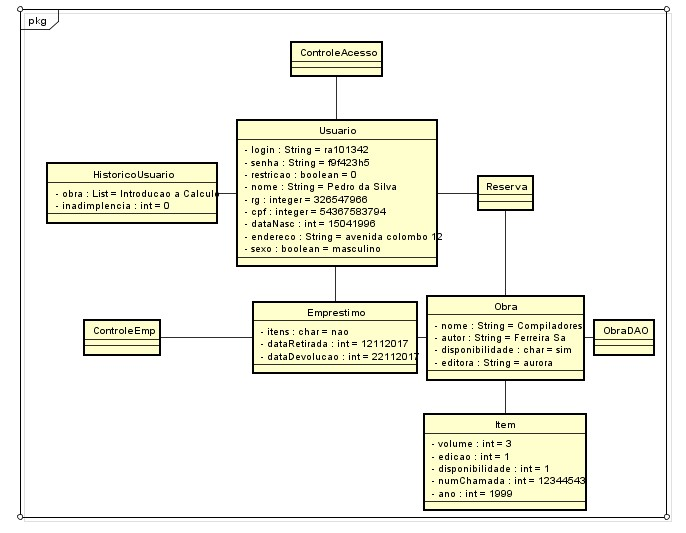 pkg
ControleAcesso
Usuario
- login : String = ra101342
- senha : String = f9f423h5
- restricao : boolean = 0
- nome : String = Pedro da Silva
- rg : integer = 326547966
- cpf : integer = 54367583794
- dataNasc : int = 15041996
- endereco : String = avenida colombo 12
- sexo : boolean = masculino
HistoricoUsuario
- obra : List = Introducao a Calculo
- inadimplencia : int = 0
Reserva
Emprestimo
- itens : char = nao
- dataRetirada : int = 12112017
- dataDevolucao : int = 22112017
ControleEmp
Obra
- nome : String = Compiladores
- autor : String = Ferreira Sa
- disponibilidade : char = sim
- editora : String = aurora
ObraDAO
Item
- volume : int = 3
- edicao : int = 1
- disponibilidade : int = 1
- numChamada : int = 12344543
- ano : int = 1999